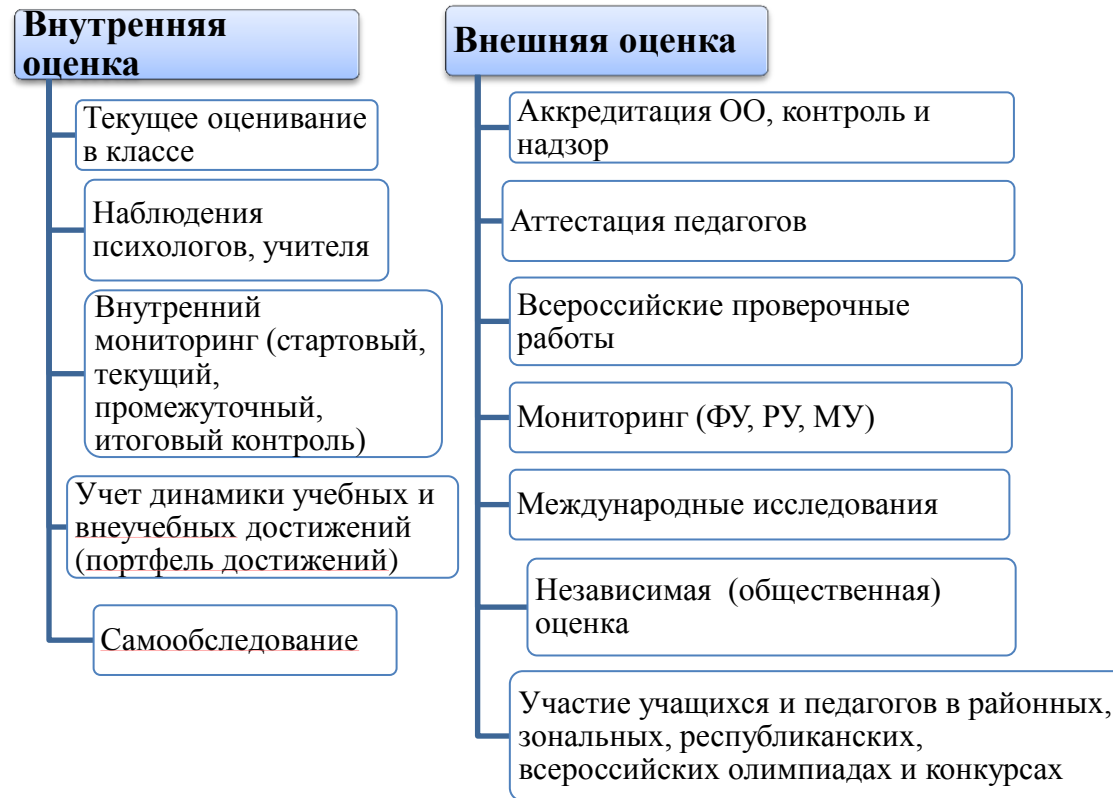 Внутренняя
оценка
Текущее оценивание
в классе
Наблюдения
психологов, учителя
Внутренний
мониторинг (стартовый,
текущий,
промежуточный,
итоговый контроль)
Учет динамики учебных и
внеучебных достижений
(портфель достижений)
Самообследование
Внешняя оценка
Аккредитация ОО, контроль и
надзор
Аттестация педагогов
Всероссийские проверочные
работы
Мониторинг (ФУ, РУ, МУ)
Международные исследования
Независимая (общественная)
оценка
Участие учащихся и педагогов в районных,
зональных, республиканских,
всероссийских олимпиадах и конкурсах